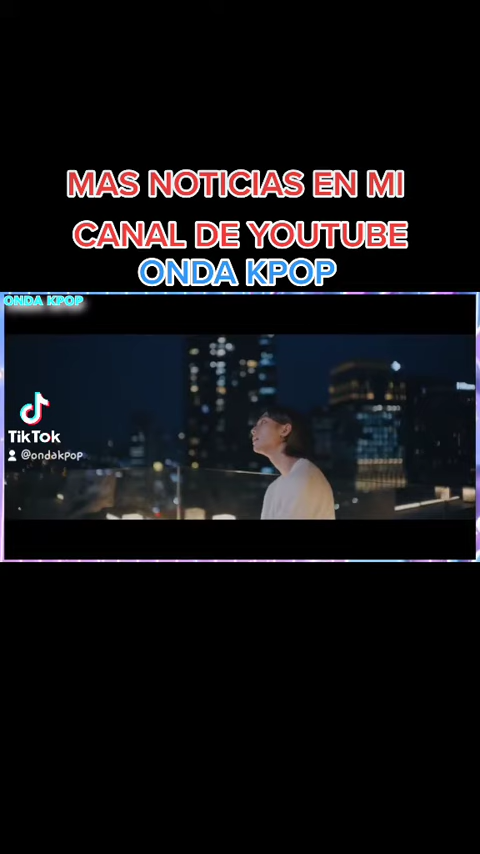 MAS NOTICIAS EN MI
CANAL DE YOUTUBE
ONDA KPOP
ONDA KPOP
TikTok
@ondakpop